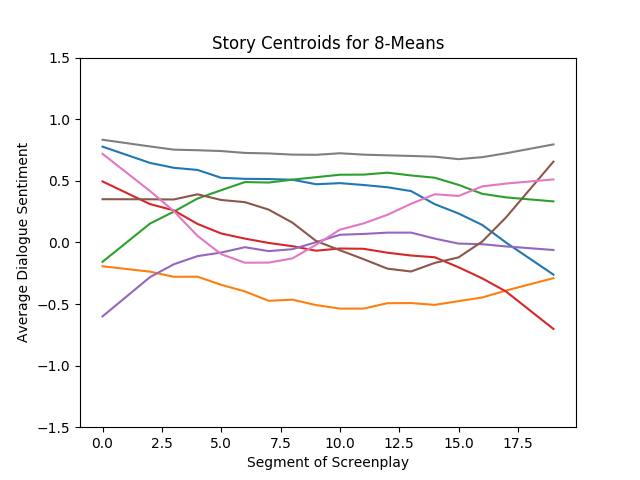 Story Centroids for 8-Means
Average Dialogue Sentiment
1.5
1.0
0.5
0.0
−0.5
−1.0
−1.5
0.0 2.5 5.0 7.5 10.0 12.5 15.0 17.5
Segment of Screenplay